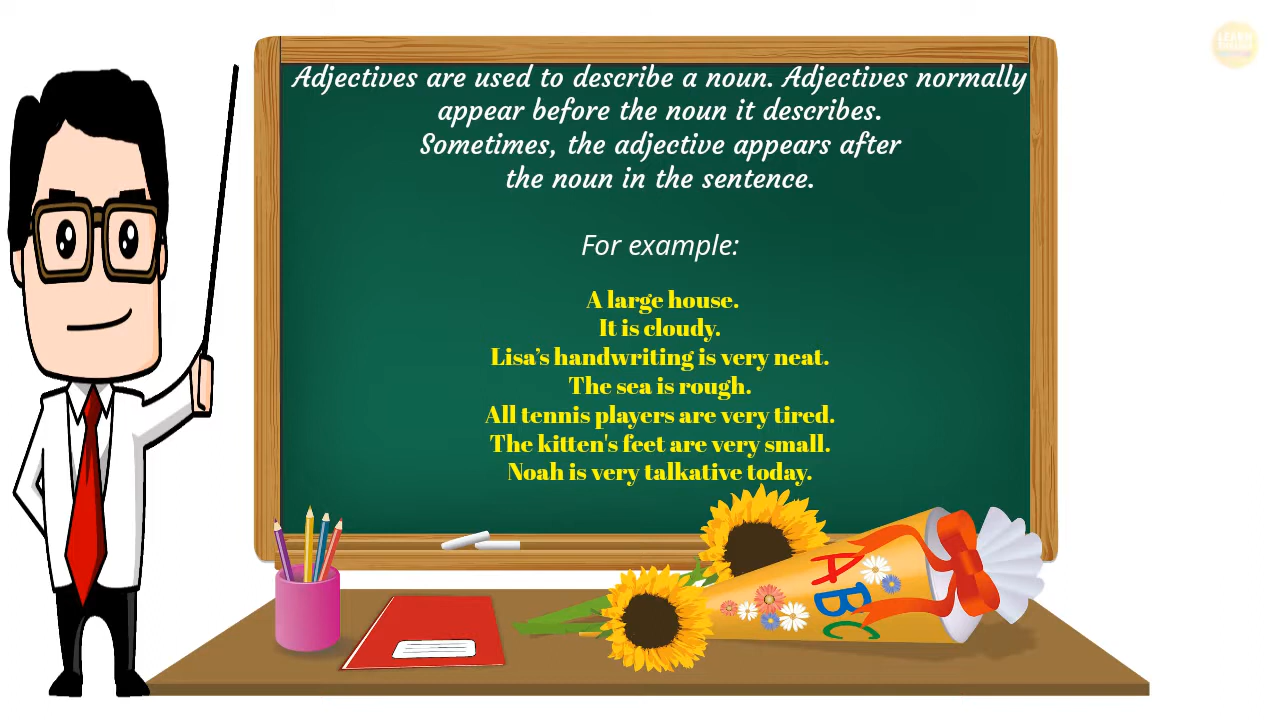 Adjectives are used to describe a noun. Adjectives normally
appear before the noun it describes.
Sometimes, the adjective appears after
the noun in the sentence.
For example:
A large house.
It is cloudy.
Lisa’s handwriting is very neat.
The sea is rough.
All tennis players are very tired.
The kitten's feet are very small.
Noah is very talkative today.
A
B
C